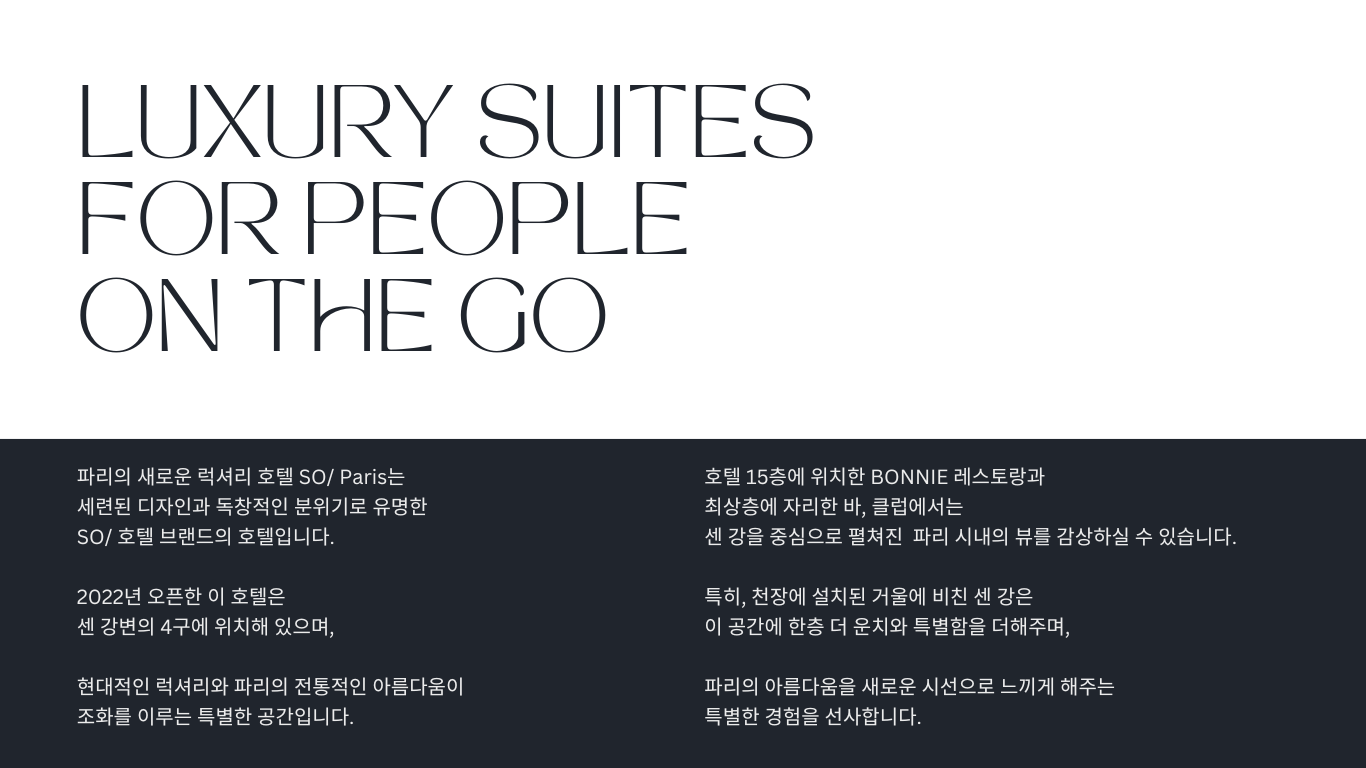 LUXURY SUITES
FOR PEOPLE
ON THE GO
파리의 새로운 럭셔리 호텔 SO/ Paris는
세련된 디자인과 독창적인 분위기로 유명한
SO/ 호텔 브랜드의 호텔입니다.
2022년 오픈한 이 호텔은
센 강변의 4구에 위치해 있으며,
현대적인 럭셔리와 파리의 전통적인 아름다움이
조화를 이루는 특별한 공간입니다.
호텔 15층에 위치한 BONNIE 레스토랑과
최상층에 자리한 바, 클럽에서는
센 강을 중심으로 펼쳐진 파리 시내의 뷰를 감상하실 수 있습니다.
특히, 천장에 설치된 거울에 비친 센 강은
이 공간에 한층 더 운치와 특별함을 더해주며,
파리의 아름다움을 새로운 시선으로 느끼게 해주는
특별한 경험을 선사합니다.